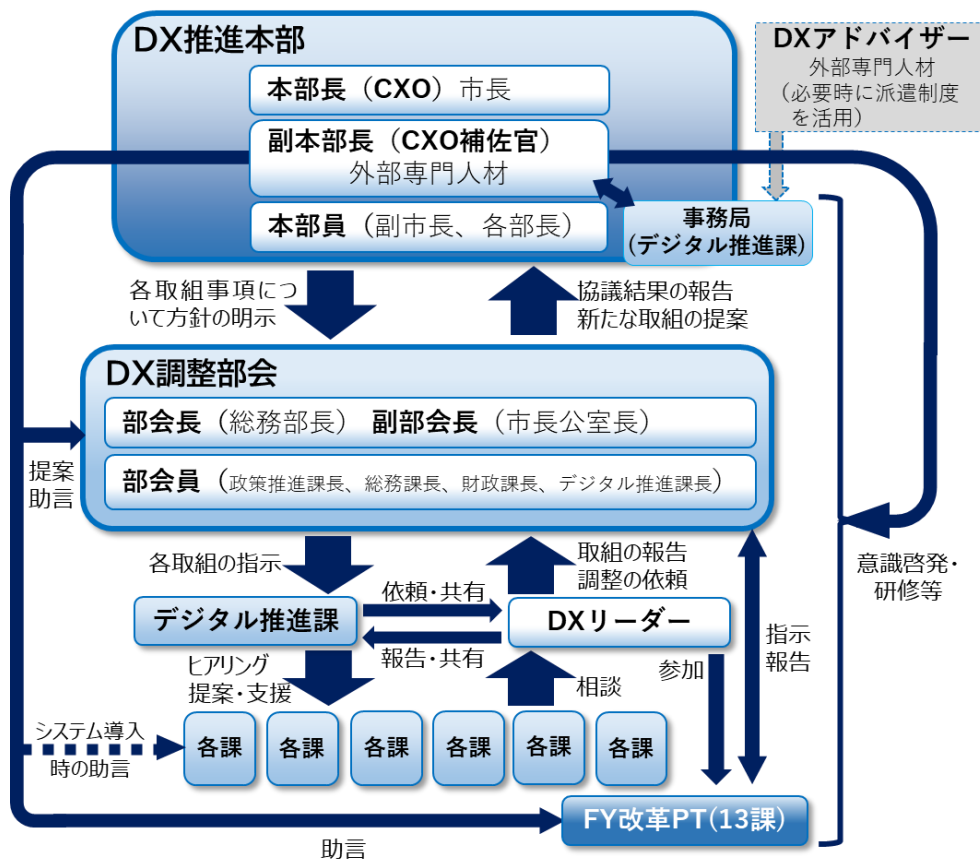 DX推進本部
本部長（CXO）市長
副本部長（CXO補佐官）
外部専門人材
本部員（副市長、各部長）
DXアドバイザー
外部専門人材
（必要時に派遣制度
を活用）
事務局
(デジタル推進課)
各取組事項につ
いて方針の明示
協議結果の報告
新たな取組の提案
DX調整部会
部会長（総務部長） 副部会長（市長公室長）
部会員（政策推進課長、総務課長、財政課長、デジタル推進課長）
提案
助言
意識啓発・
研修等
各取組の指示
取組の報告
調整の依頼
依頼・共有
デジタル推進課
DXリーダー
報告・共有
指示
報告
ヒアリング
提案・支援
相談
参加
システム導入
時の助言
各課
各課
各課
各課
各課
各課
FY改革PT(13課)
助言